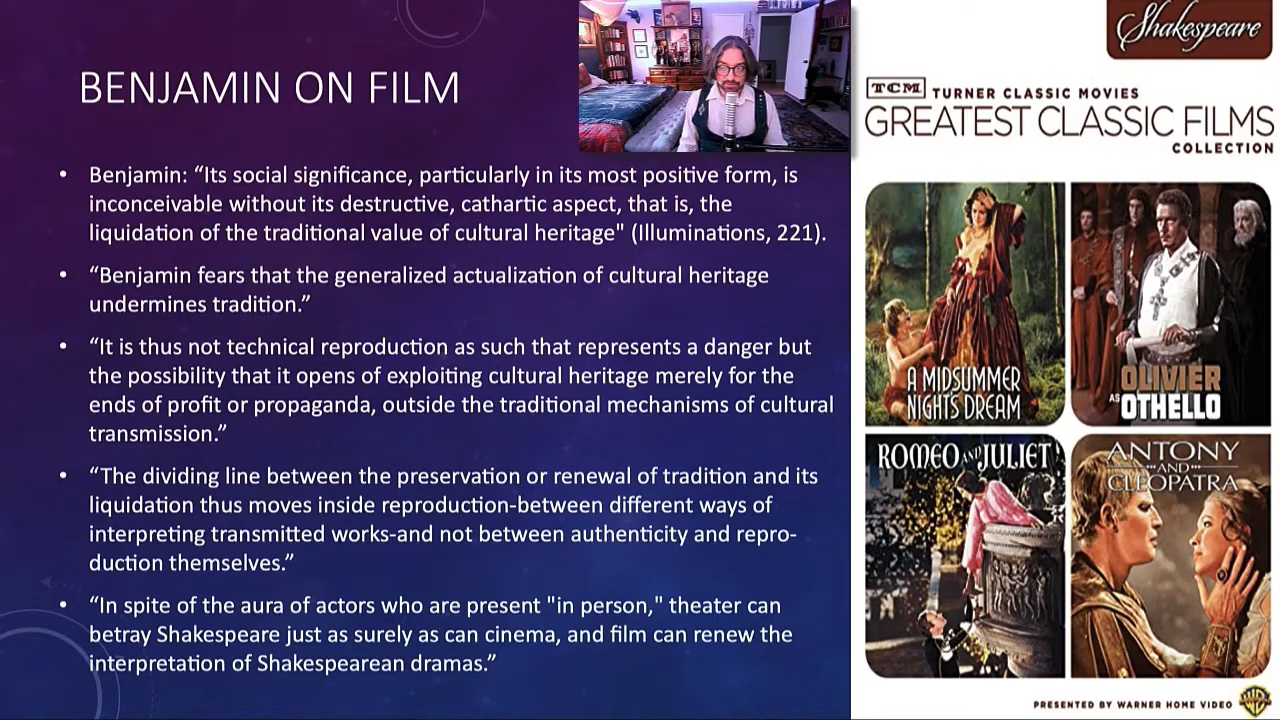 BENJAMIN ON FILM
• Benjamin: “Its social significance, particularly in its most positive form, is
inconceivable without its destructive, cathartic aspect, that is, the
liquidation of the traditional value of cultural heritage" (Illuminations, 221).
• “Benjamin fears that the generalized actualization of cultural heritage
undermines tradition.”
• “It is thus not technical reproduction as such that represents a danger but
the possibility that it opens of exploiting cultural heritage merely for the
ends of profit or propaganda, outside the traditional mechanisms of cultural
transmission.”
• “The dividing line between the preservation or renewal of tradition and its
liquidation thus moves inside reproduction-between different ways of
interpreting transmitted works-and not between authenticity and repro-
duction themselves.”
• “In spite of the aura of actors who are present "in person," theater can
betray Shakespeare just as surely as can cinema, and film can renew the
interpretation of Shakespearean dramas.”
Shakespeare
TCM TURNER CLASSIC MOVIES
GREATEST CLASSIC FILMS
COLLECTION
A MIDSUMMER
NIGHTS DREAM
OLIVIER
AS OTHELLO
ROMEO AND JULIET
ANTONY
AND
CLEOPATRA
PRESENTED BY WARNER HOME VIDEO
WB